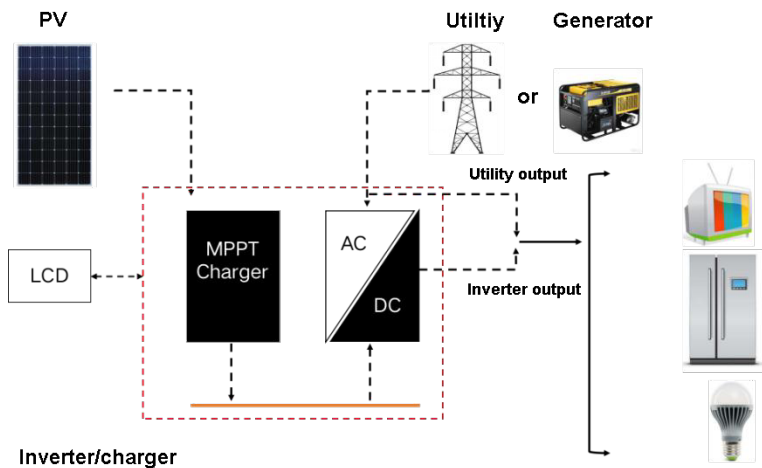 PV
Utiltiy
Generator
or
Utility output
MPPT
Charger
AC
DC
LCD
Inverter output
Inverter/charger